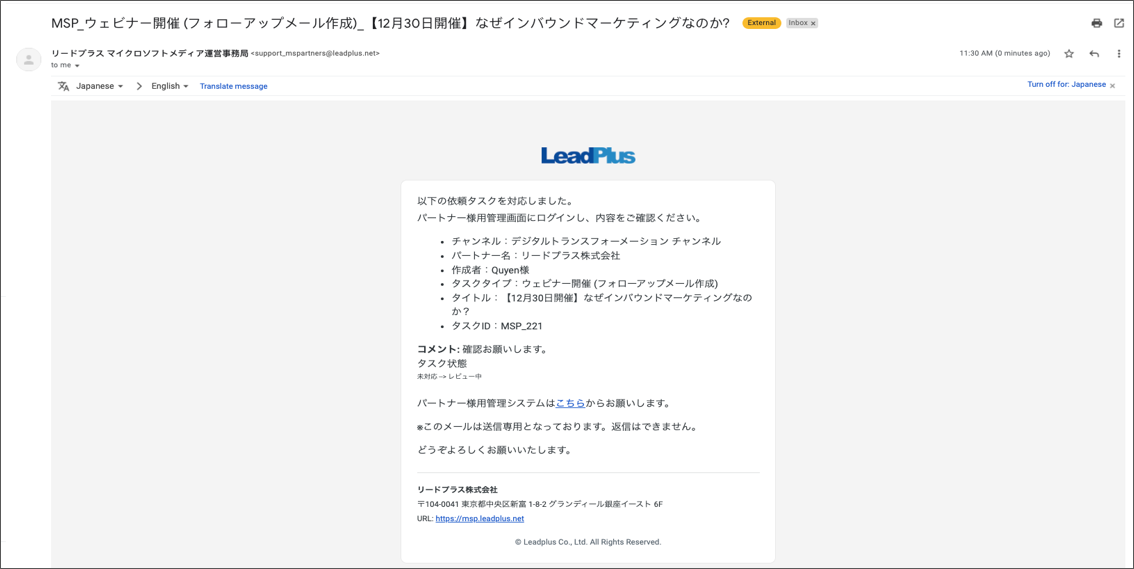 MSP_ウェビナー開催 (フォローアップメール作成)_【12月30日開催】なぜインバウンドマーケティングなのか? External Inbox ×
リードプラス マイクロソフトメディア運営事務局 <support_mspartners@leadplus.net> 11:30 AM (0 minutes ago)
to me
Japanese > English Translate message Turn off for: Japanese ×
LeadPlus
以下の依頼タスクを対応しました。
パートナー様用管理画面にログインし、内容をご確認ください。
• チャンネル：デジタルトランスフォーメーション チャンネル
• パートナー名：リードプラス株式会社
• 作成者：Quyen様
• タスクタイプ：ウェビナー開催 (フォローアップメール作成)
• タイトル：【12月30日開催】なぜインバウンドマーケティングなの
か？
• タスクID：MSP_221
コメント: 確認お願いします。
タスク状態
未対応 -> レビュー中
パートナー様用管理システムはこちらからお願いします。
※このメールは送信専用となっております。返信はできません。
どうぞよろしくお願いいたします。
リードプラス株式会社
〒104-0041 東京都中央区新富 1-8-2 グランディール銀座イースト 6F
URL: https://msp.leadplus.net
© Leadplus Co., Ltd. All Rights Reserved.